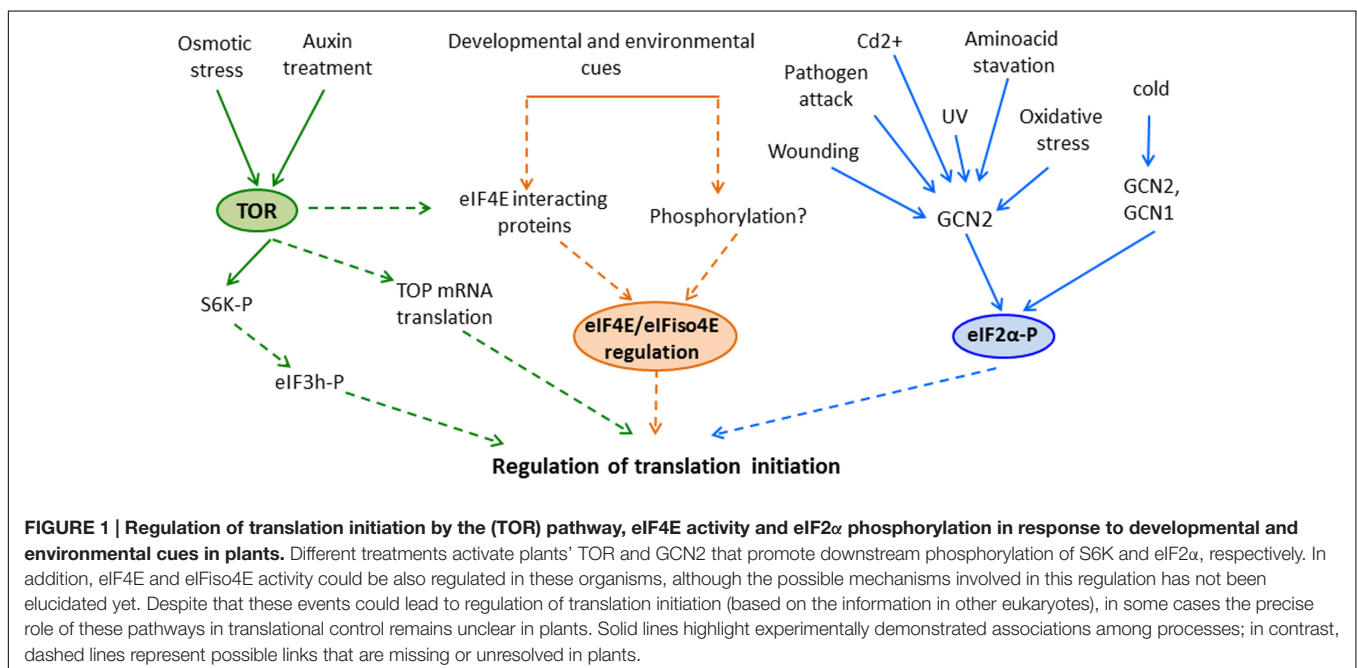 Osmotic
stress
Auxin
treatment
Developmental and environmental
cues
Cd2+
Aminoacid
stavation
Pathogen
attack
cold
UV
Oxidative
stress
Wounding
TOR
eIF4E interacting
proteins
Phosphorylation?
GCN2
GCN2,
GCN1
S6K-P
TOP mRNA
translation
eIF4E/eIFiso4E
regulation
eIF2α-P
eIF3h-P
Regulation of translation initiation
FIGURE 1 | Regulation of translation initiation by the (TOR) pathway, eIF4E activity and eIF2α phosphorylation in response to developmental and
environmental cues in plants. Different treatments activate plants' TOR and GCN2 that promote downstream phosphorylation of S6K and eIF2α, respectively. In
addition, eIF4E and eIFiso4E activity could be also regulated in these organisms, although the possible mechanisms involved in this regulation has not been
elucidated yet. Despite that these events could lead to regulation of translation initiation (based on the information in other eukaryotes), in some cases the precise
role of these pathways in translational control remains unclear in plants. Solid lines highlight experimentally demonstrated associations among processes; in contrast,
dashed lines represent possible links that are missing or unresolved in plants.